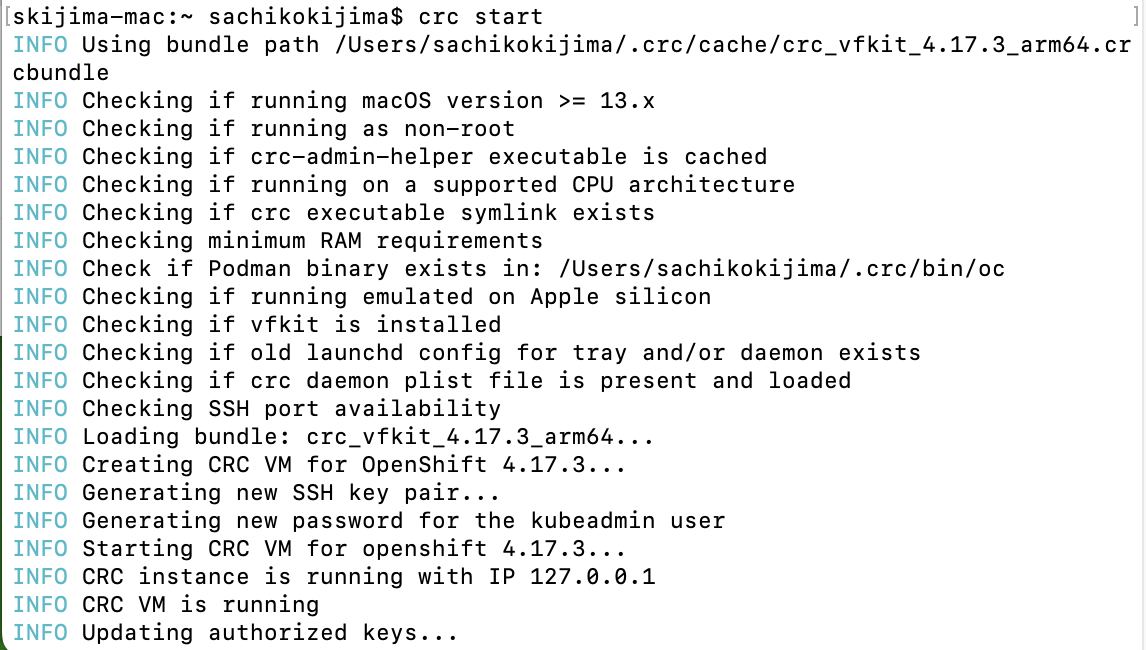 [skijima-mac:~ sachikokijima$ crc start ]
INFO Using bundle path /Users/sachikokijima/.crc/cache/crc_vfkit_4.17.3_arm64.cr
cbundle
INFO Checking if running macOS version >= 13.x
INFO Checking if running as non-root
INFO Checking if crc-admin-helper executable is cached
INFO Checking if running on a supported CPU architecture
INFO Checking if crc executable symlink exists
INFO Checking minimum RAM requirements
INFO Check if Podman binary exists in: /Users/sachikokijima/.crc/bin/oc
INFO Checking if running emulated on Apple silicon
INFO Checking if vfkit is installed
INFO Checking if old launchd config for tray and/or daemon exists
INFO Checking if crc daemon plist file is present and loaded
INFO Checking SSH port availability
INFO Loading bundle: crc_vfkit_4.17.3_arm64...
INFO Creating CRC VM for OpenShift 4.17.3...
INFO Generating new SSH key pair...
INFO Generating new password for the kubeadmin user
INFO Starting CRC VM for openshift 4.17.3...
INFO CRC instance is running with IP 127.0.0.1
INFO CRC VM is running
INFO Updating authorized keys...